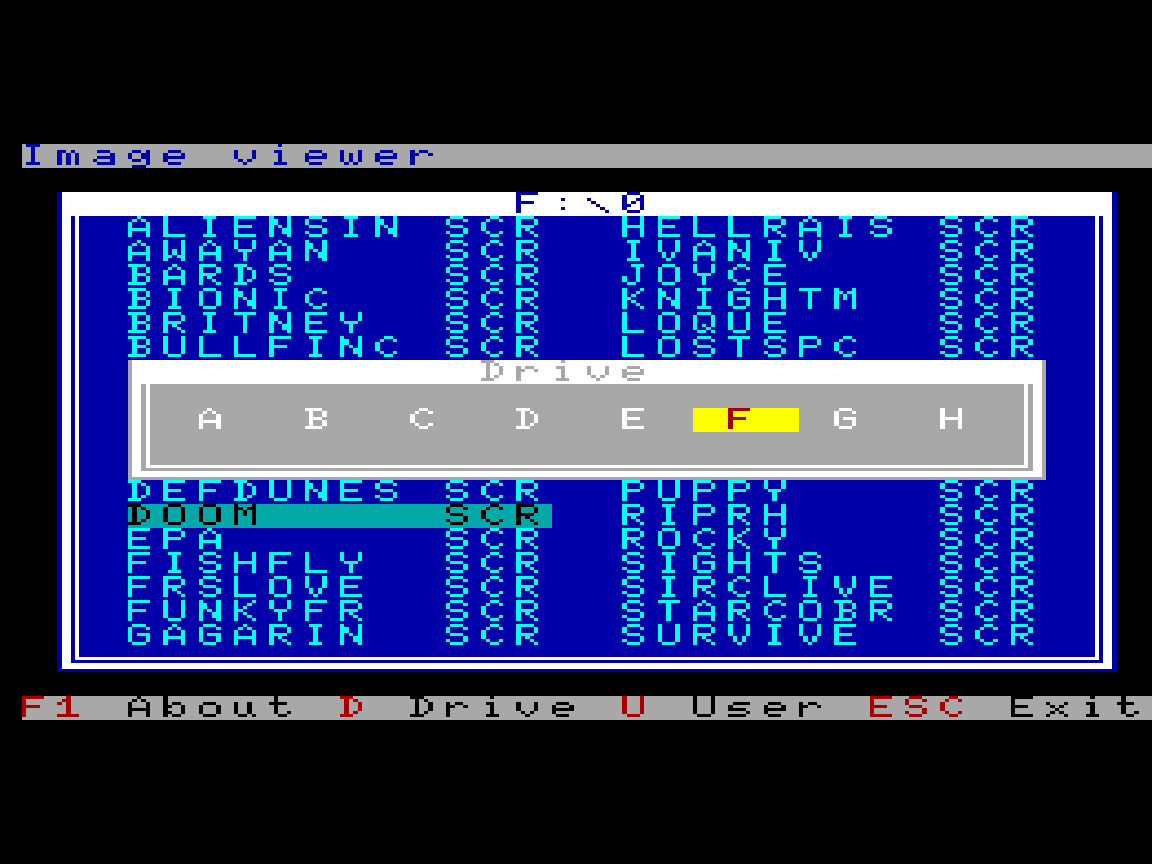 Image viewer
F:\0
ALIENSIN SCR HELLRAIS SCR
AWAYAN SCR IVANIV SCR
BARDS SCR JOYCE SCR
BIONIC SCR KNIGHTM SCR
BRITNEY SCR LOQUE SCR
BULLFINC SCR LOSTSPC SCR
Drive
A B C D E F G H
DEFDUNES SCR PUPPY SCR
DOOM SCR RIPRH SCR
EPA SCR ROCKY SCR
FISHFLY SCR SIGHTS SCR
FRSLOVE SCR SIRCLIVE SCR
FUNKYFR SCR STARCOBR SCR
GAGARIN SCR SURVIVE SCR
F1 About D Drive U User ESC Exit